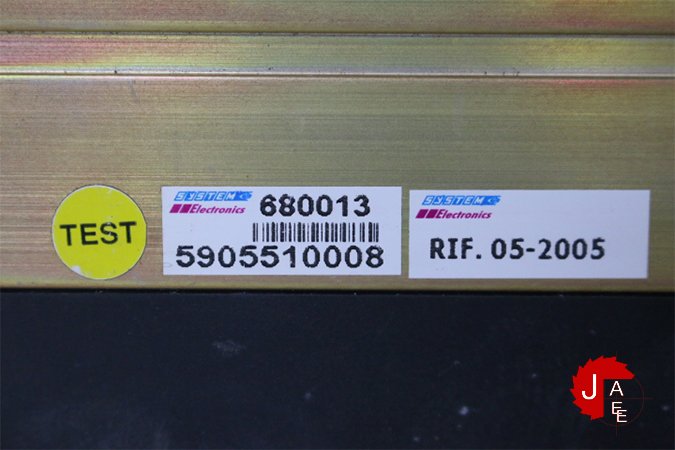 TEST
SYSTEM
Electronics
680013
5905510008
SYSTEM
Electronics
RIF. 05-2005
J
A
E
E